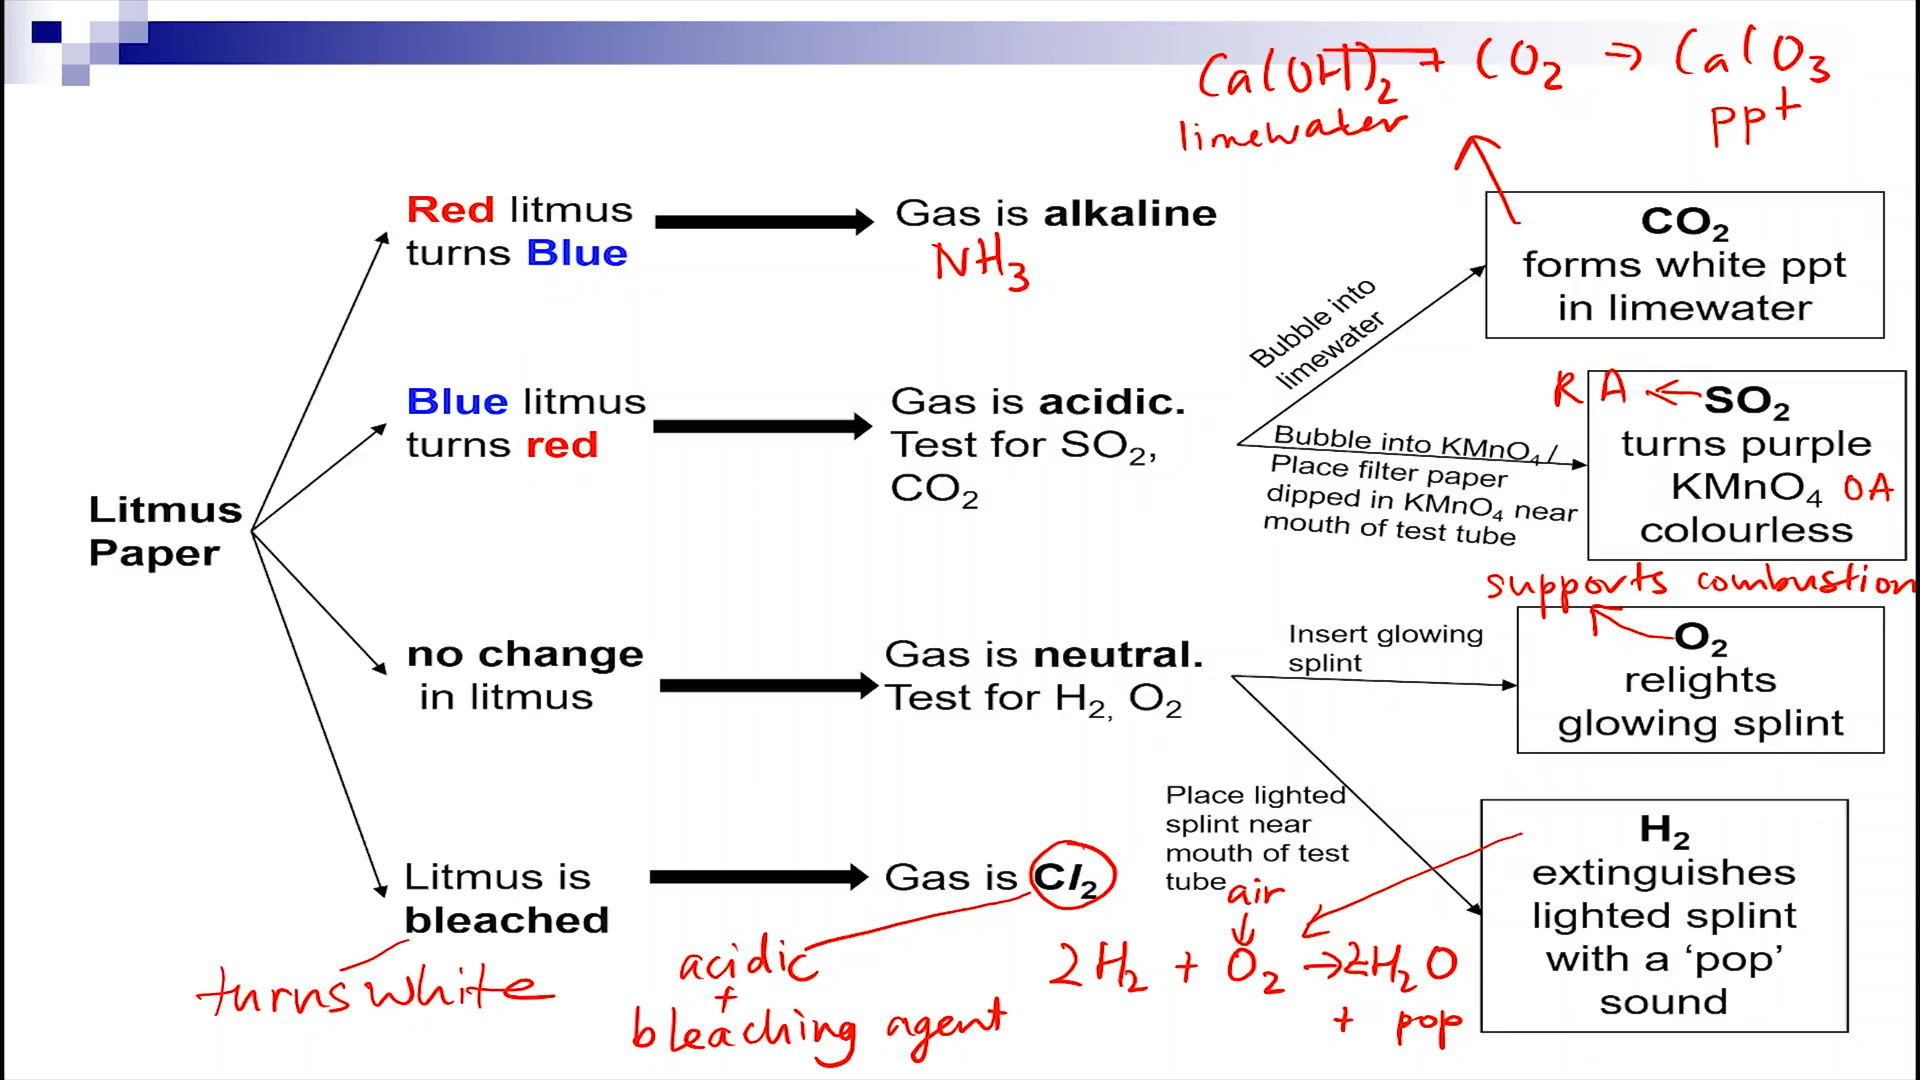 Ca(OH)₂ + CO₂ → CaCO₃
limewater
ppt
Red litmus
turns Blue
Gas is alkaline
NH₃
Bubble into
limewater
CO₂
forms white ppt
in limewater
Blue litmus
turns red
Gas is acidic.
Test for SO₂,
CO₂
Bubble into KMnO₄ /
Place filter paper
dipped in KMnO₄ near
mouth of test tube
RA ← SO₂
turns purple
KMnO₄ OA
colourless
Litmus
Paper
supports combustion
no change
in litmus
Gas is neutral.
Test for H₂, O₂
Insert glowing
splint
O₂
relights
glowing splint
Place lighted
splint near
mouth of test
tube
H₂
extinguishes
lighted splint
with a ‘pop’
sound
Litmus is
bleached
Gas is Cl₂
turns white
acidic
+
bleaching agent
air
2H₂ + O₂ → 2H₂O
+ pop